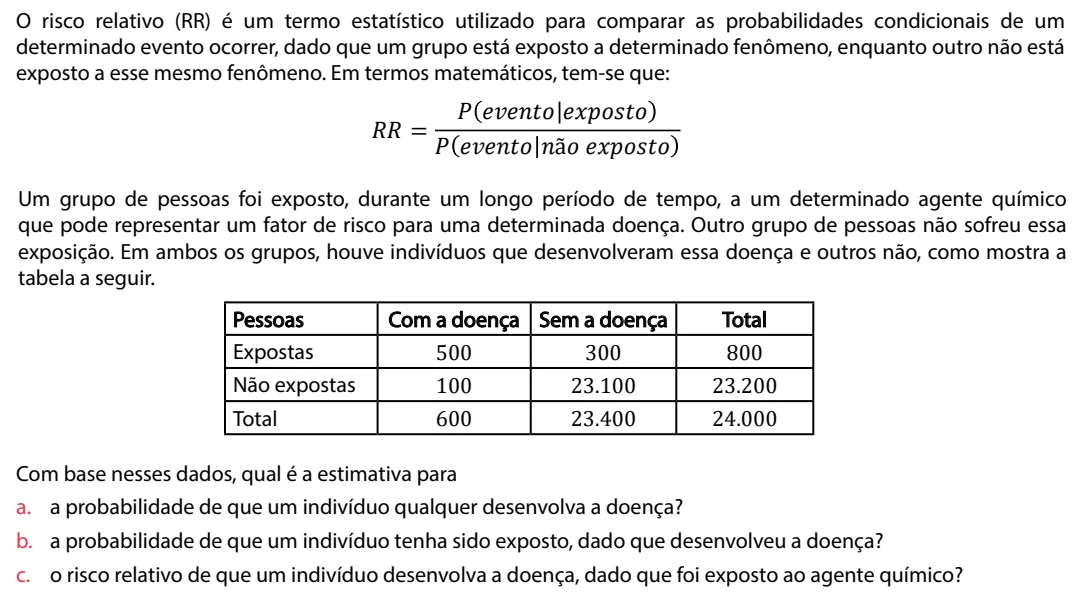 O risco relativo (RR) é um termo estatístico utilizado para comparar as probabilidades condicionais de um
determinado evento ocorrer, dado que um grupo está exposto a determinado fenômeno, enquanto outro não está
exposto a esse mesmo fenômeno. Em termos matemáticos, tem-se que:
RR = P(evento|exposto) / P(evento|não exposto)
Um grupo de pessoas foi exposto, durante um longo período de tempo, a um determinado agente químico
que pode representar um fator de risco para uma determinada doença. Outro grupo de pessoas não sofreu essa
exposição. Em ambos os grupos, houve indivíduos que desenvolveram essa doença e outros não, como mostra a
tabela a seguir.
Pessoas Com a doença Sem a doença Total
Expostas 500 300 800
Não expostas 100 23.100 23.200
Total 600 23.400 24.000
Com base nesses dados, qual é a estimativa para
a. a probabilidade de que um indivíduo qualquer desenvolva a doença?
b. a probabilidade de que um indivíduo tenha sido exposto, dado que desenvolveu a doença?
c. o risco relativo de que um indivíduo desenvolva a doença, dado que foi exposto ao agente químico?